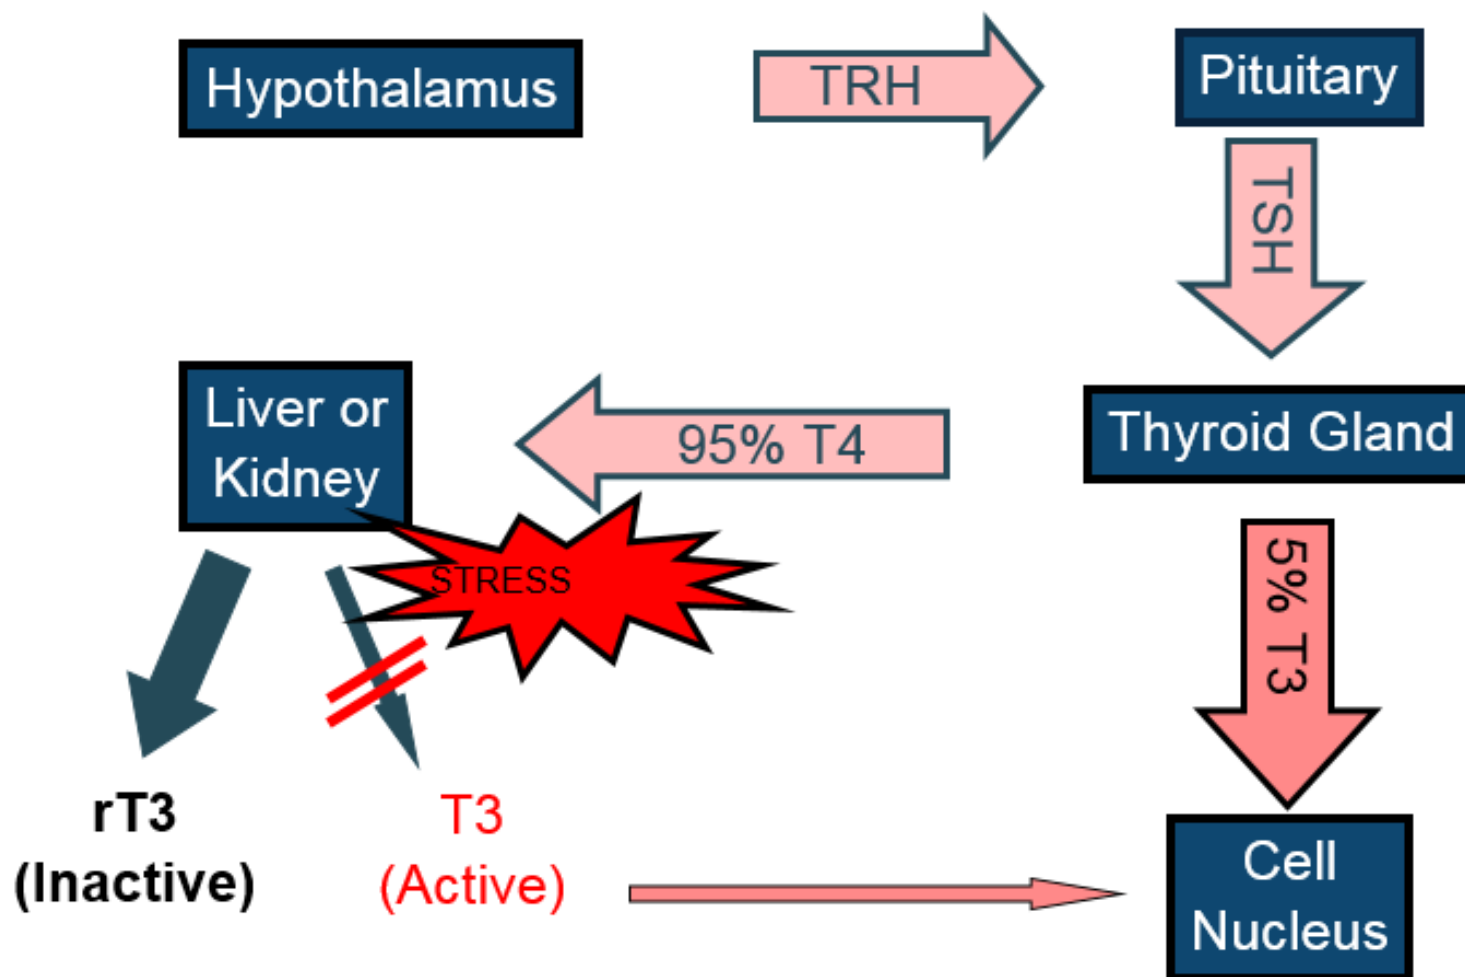 Hypothalamus
TRH
Pituitary
TSH
Thyroid Gland
95% T4
Liver or
Kidney
STRESS
5% T3
rT3
(Inactive)
T3
(Active)
Cell
Nucleus